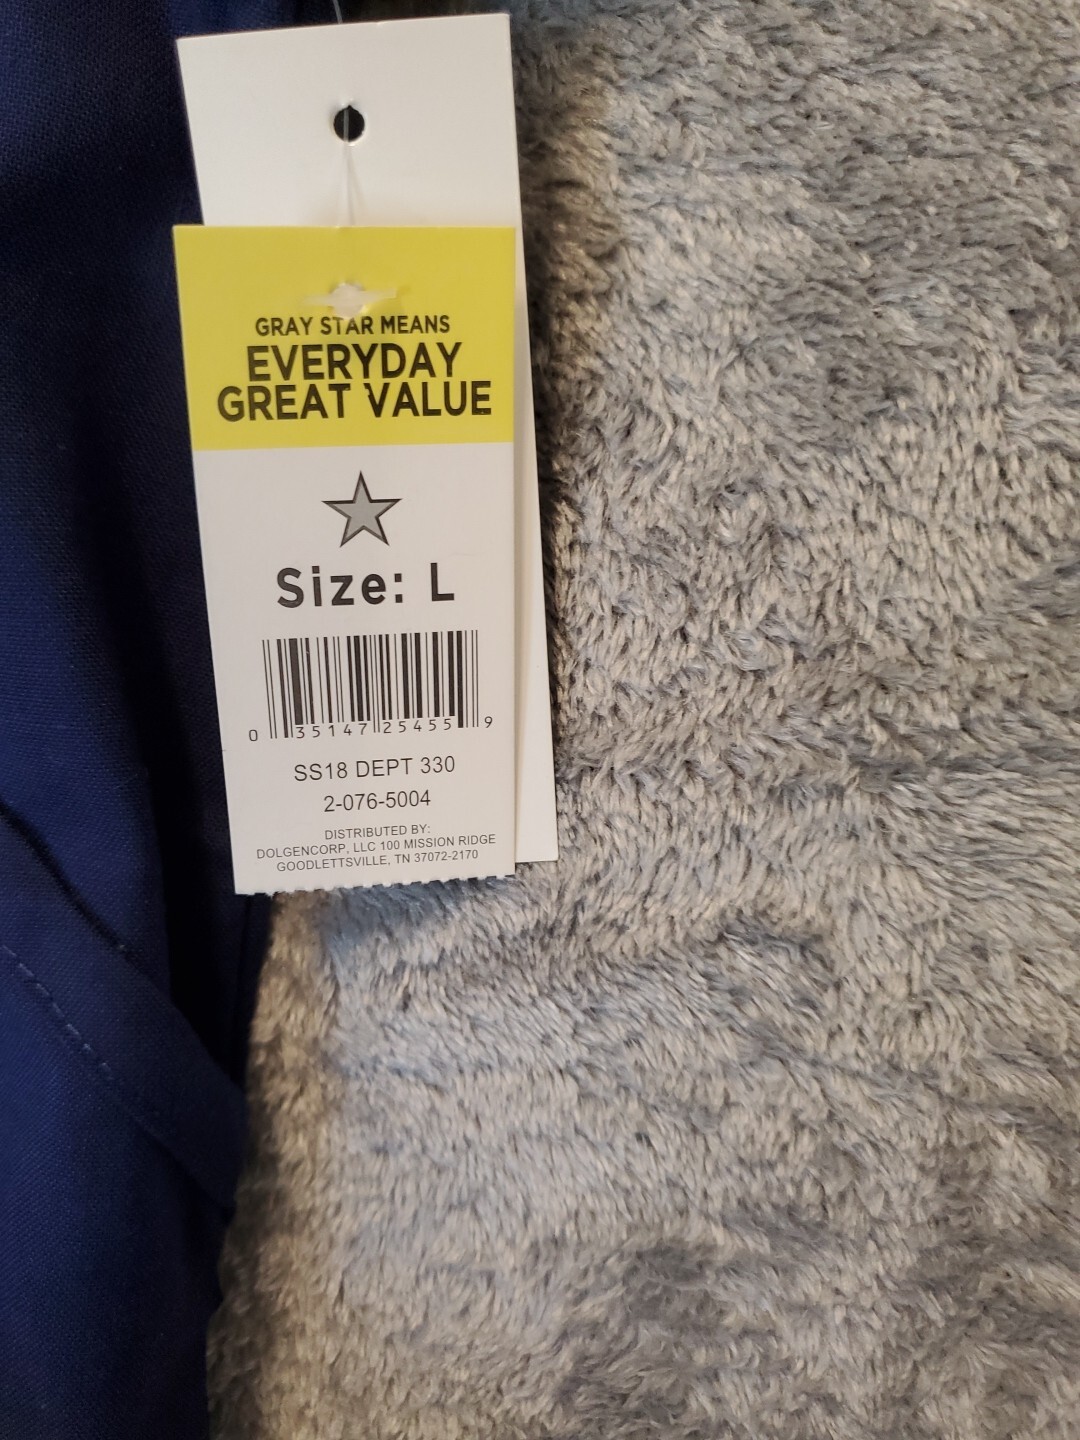 GRAY STAR MEANS
EVERYDAY
GREAT VALUE
Size: L
0 35147 25455 9
SS18 DEPT 330
2-076-5004
DISTRIBUTED BY:
DOLGENCORP, LLC 100 MISSION RIDGE
GOODLETTSVILLE, TN 37072-2170